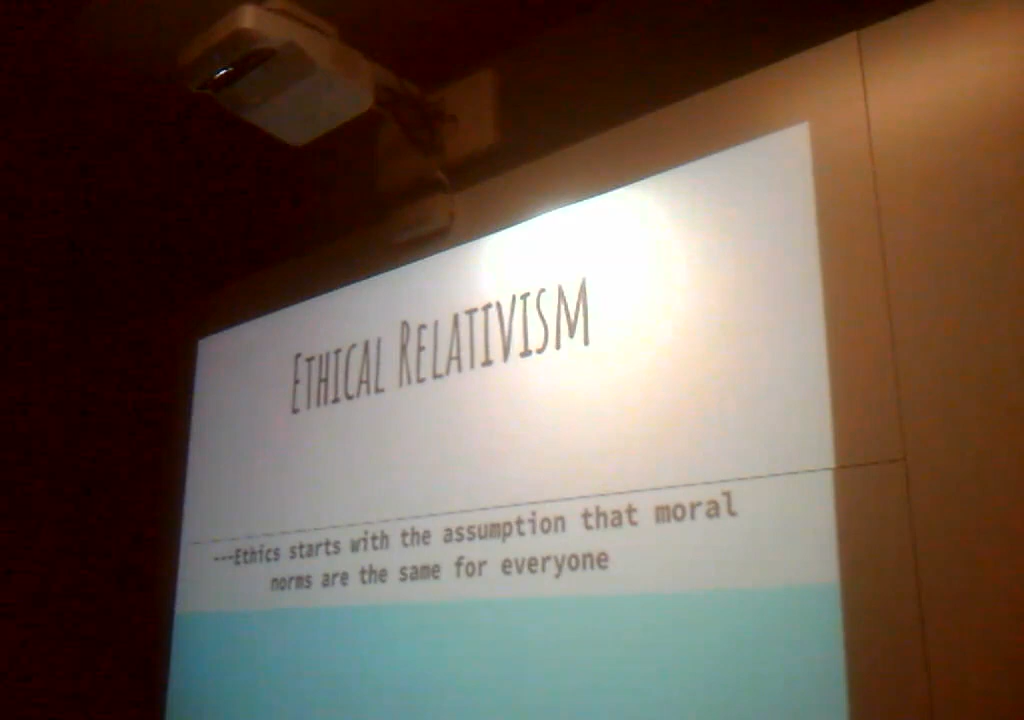 ETHICAL RELATIVISM
---Ethics starts with the assumption that moral
norms are the same for everyone